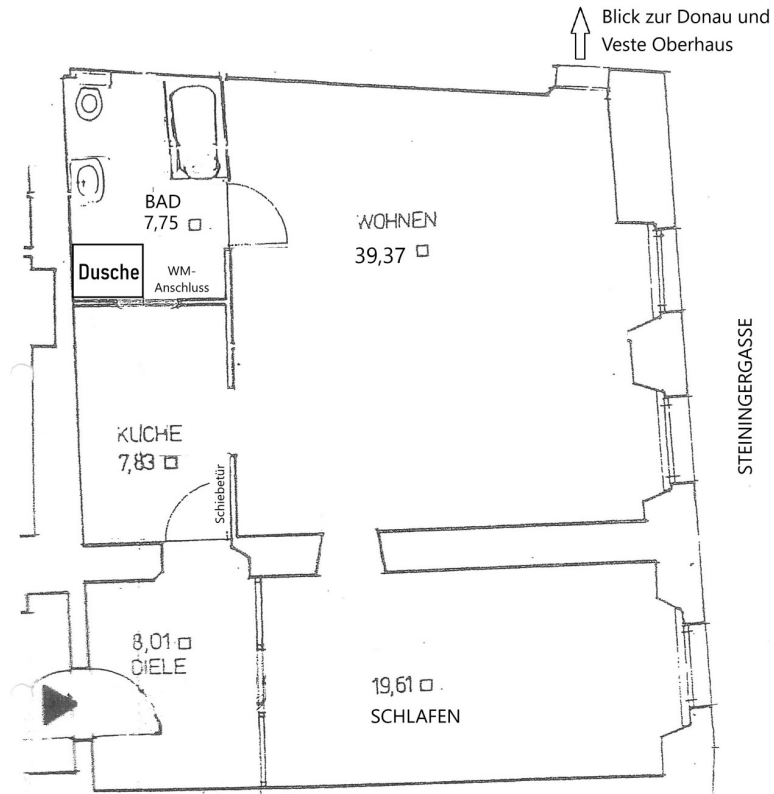 Blick zur Donau und
Veste Oberhaus
BAD
7,75
WOHNEN
39,37
Dusche
WM-
Anschluss
STEININGERGASSE
KÜCHE
7,83
Schiebetür
8,01
DIELE
19,61
SCHLAFEN